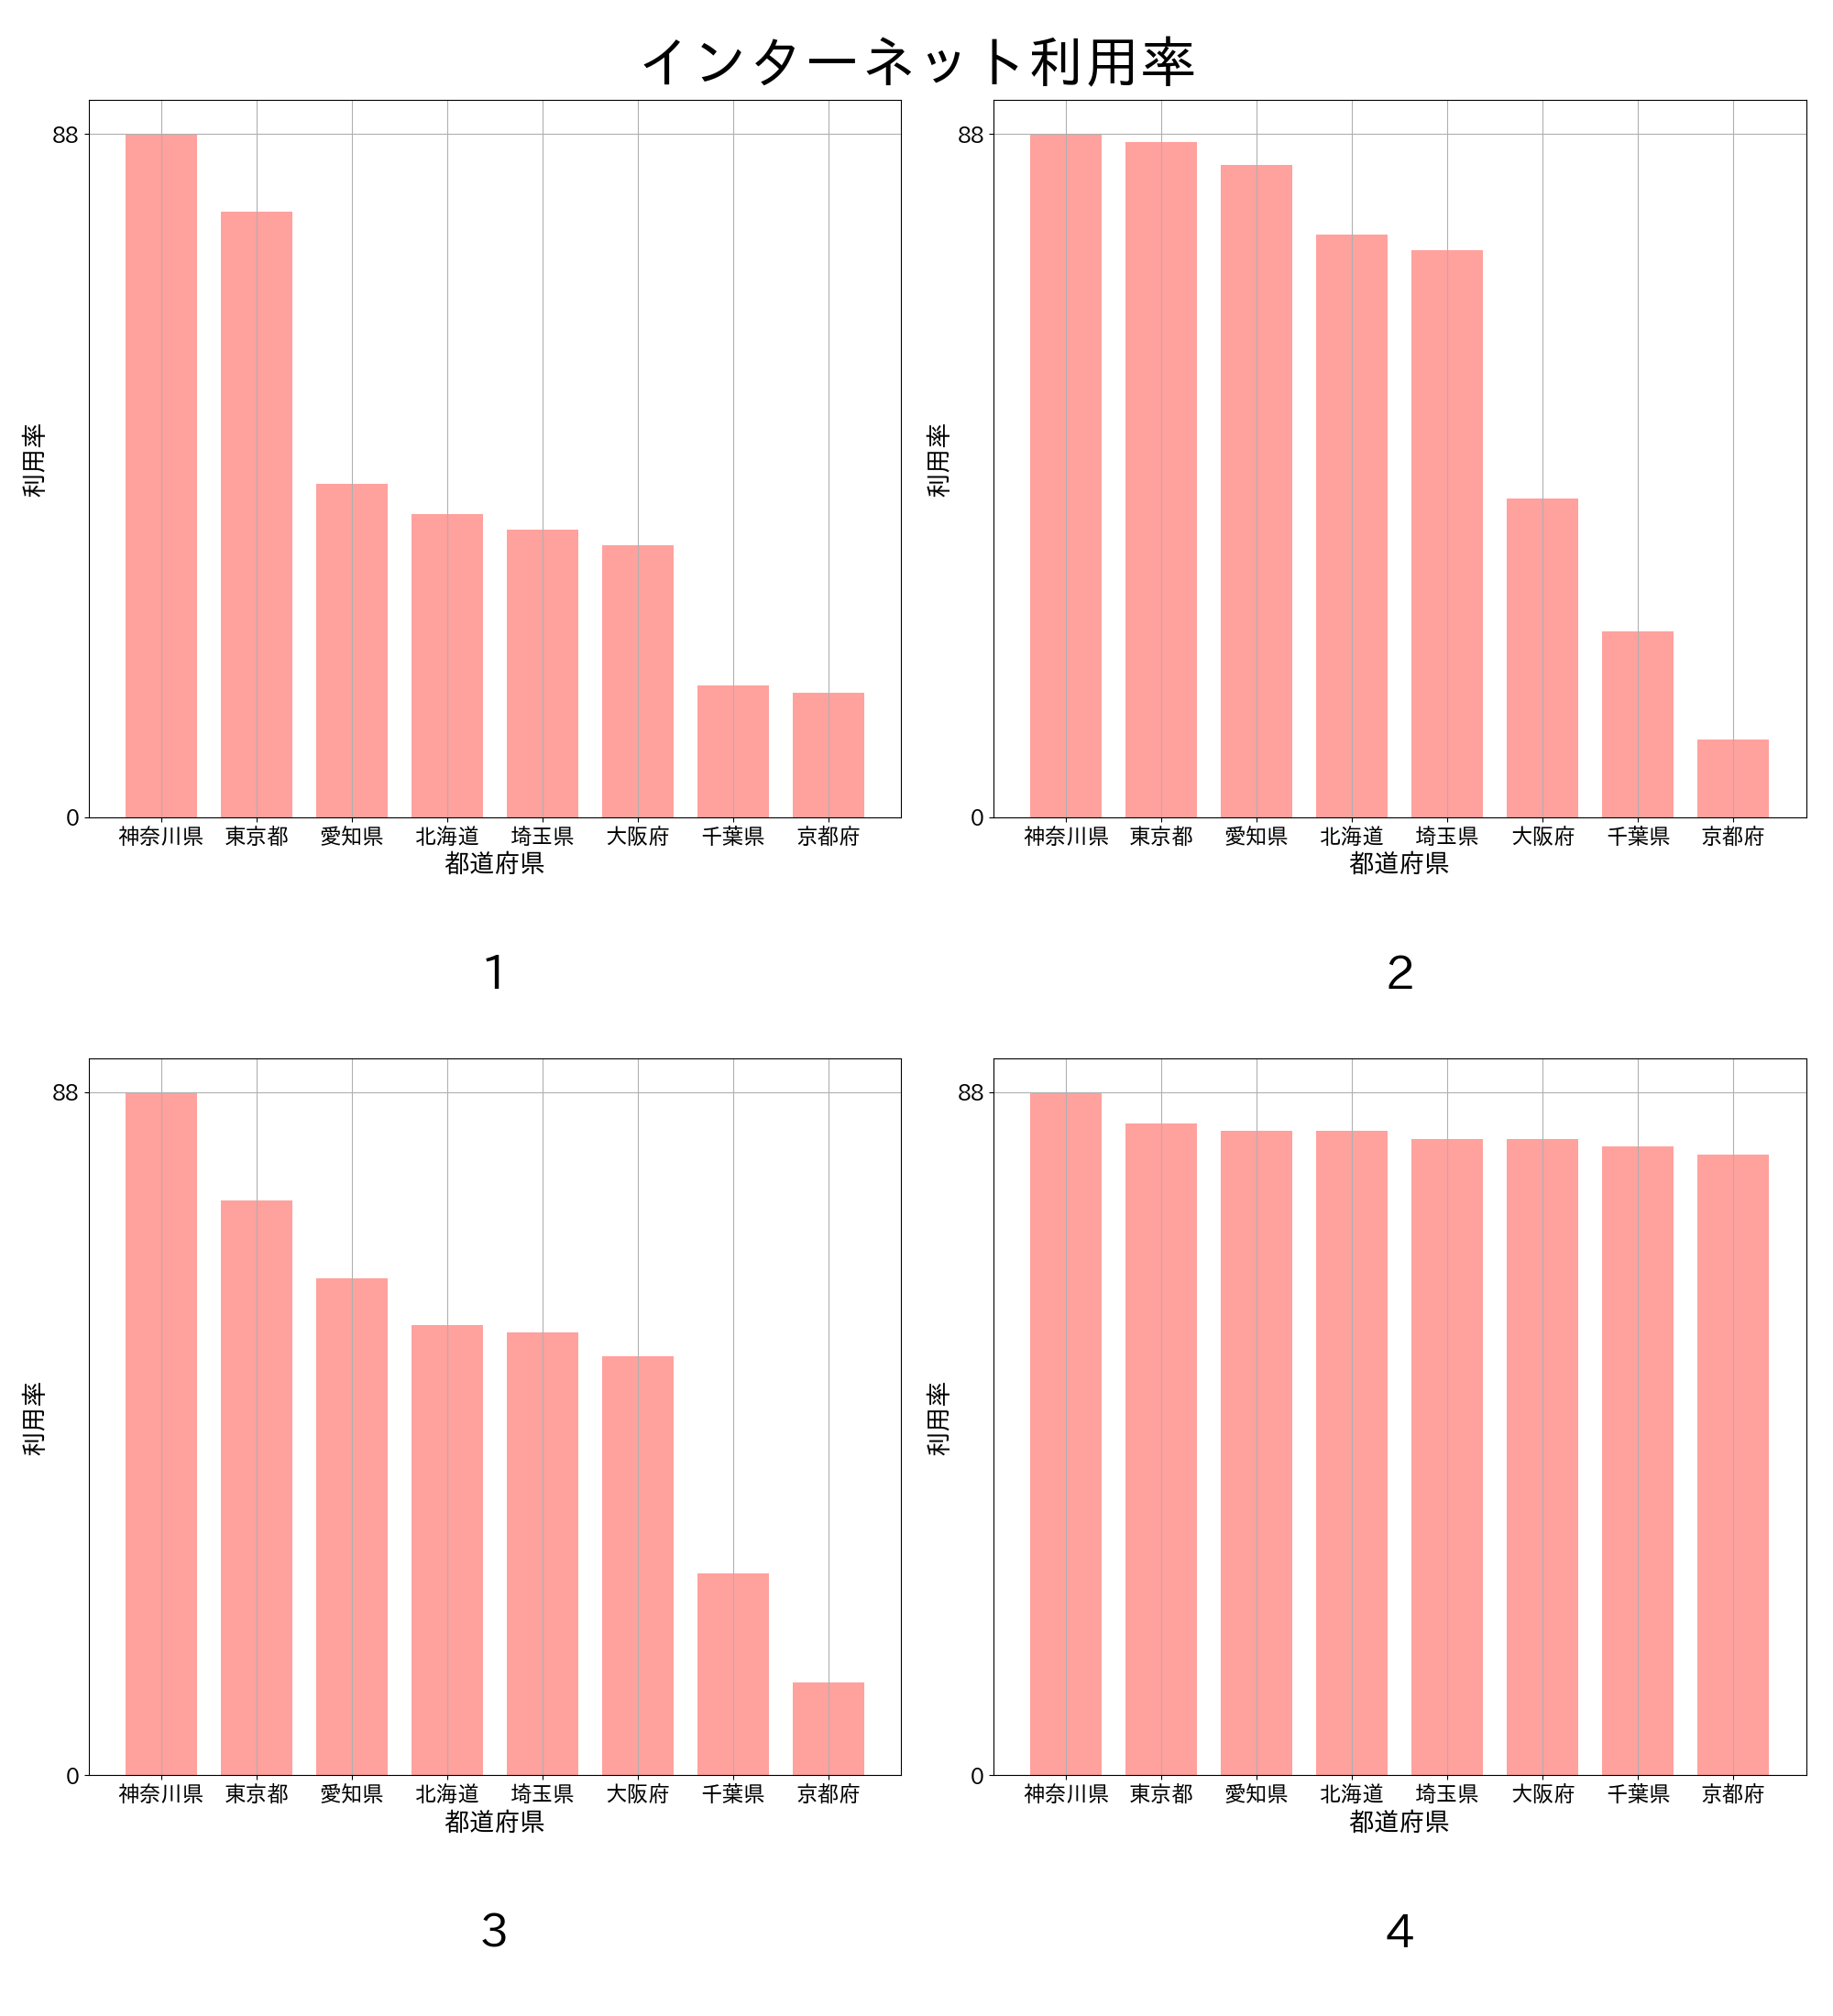 インターネット利用率
88
利用率
0
神奈川県 東京都 愛知県 北海道 埼玉県 大阪府 千葉県 京都府
都道府県
1
88
利用率
0
神奈川県 東京都 愛知県 北海道 埼玉県 大阪府 千葉県 京都府
都道府県
2
88
利用率
0
神奈川県 東京都 愛知県 北海道 埼玉県 大阪府 千葉県 京都府
都道府県
3
88
利用率
0
神奈川県 東京都 愛知県 北海道 埼玉県 大阪府 千葉県 京都府
都道府県
4